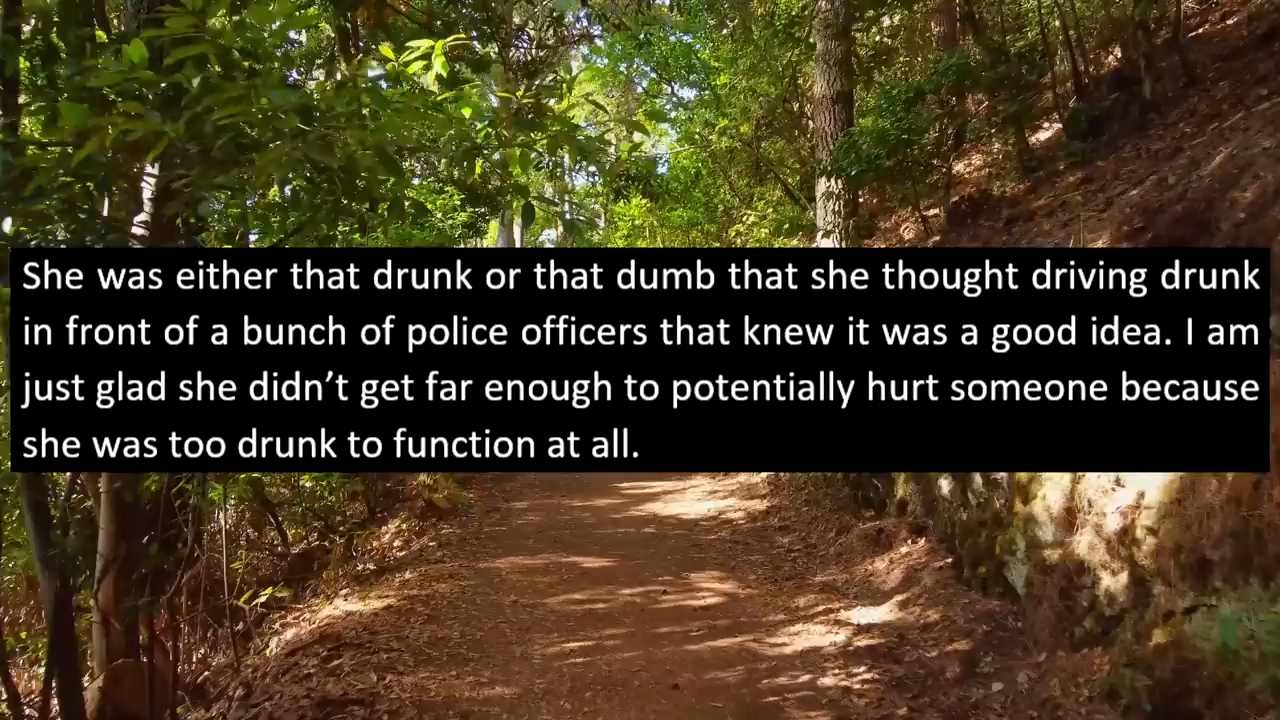 She was either that drunk or that dumb that she thought driving drunk
in front of a bunch of police officers that knew it was a good idea. I am
just glad she didn’t get far enough to potentially hurt someone because
she was too drunk to function at all.